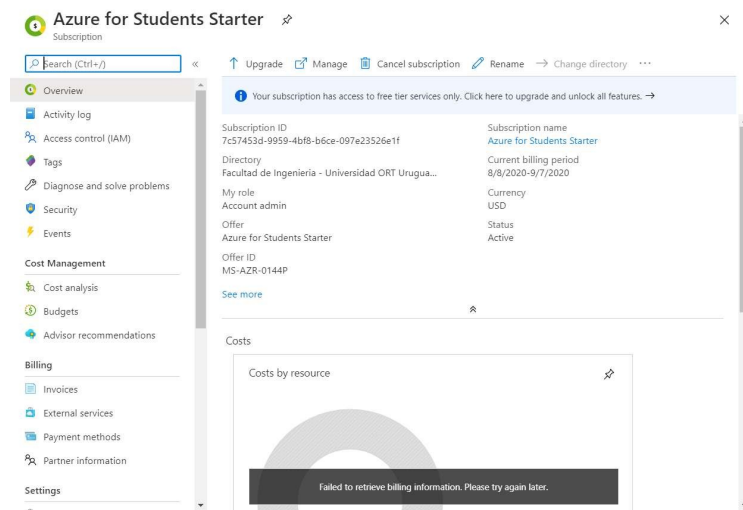 Azure for Students Starter
Subscription
Search (Ctrl+/)
«
Overview
Activity log
Access control (IAM)
Tags
Diagnose and solve problems
Security
Events
Cost Management
Cost analysis
Budgets
Advisor recommendations
Billing
Invoices
External services
Payment methods
Partner information
Settings
Upgrade Manage Cancel subscription Rename Change directory ...
Your subscription has access to free tier services only. Click here to upgrade and unlock all features. →
Subscription ID
7c57453d-9959-4bf8-b6ce-097e23526e1f
Directory
Facultad de Ingenieria - Universidad ORT Urugua...
My role
Account admin
Offer
Azure for Students Starter
Offer ID
MS-AZR-0144P
See more
Subscription name
Azure for Students Starter
Current billing period
8/8/2020-9/7/2020
Currency
USD
Status
Active
Costs
Costs by resource
Failed to retrieve billing information. Please try again later.